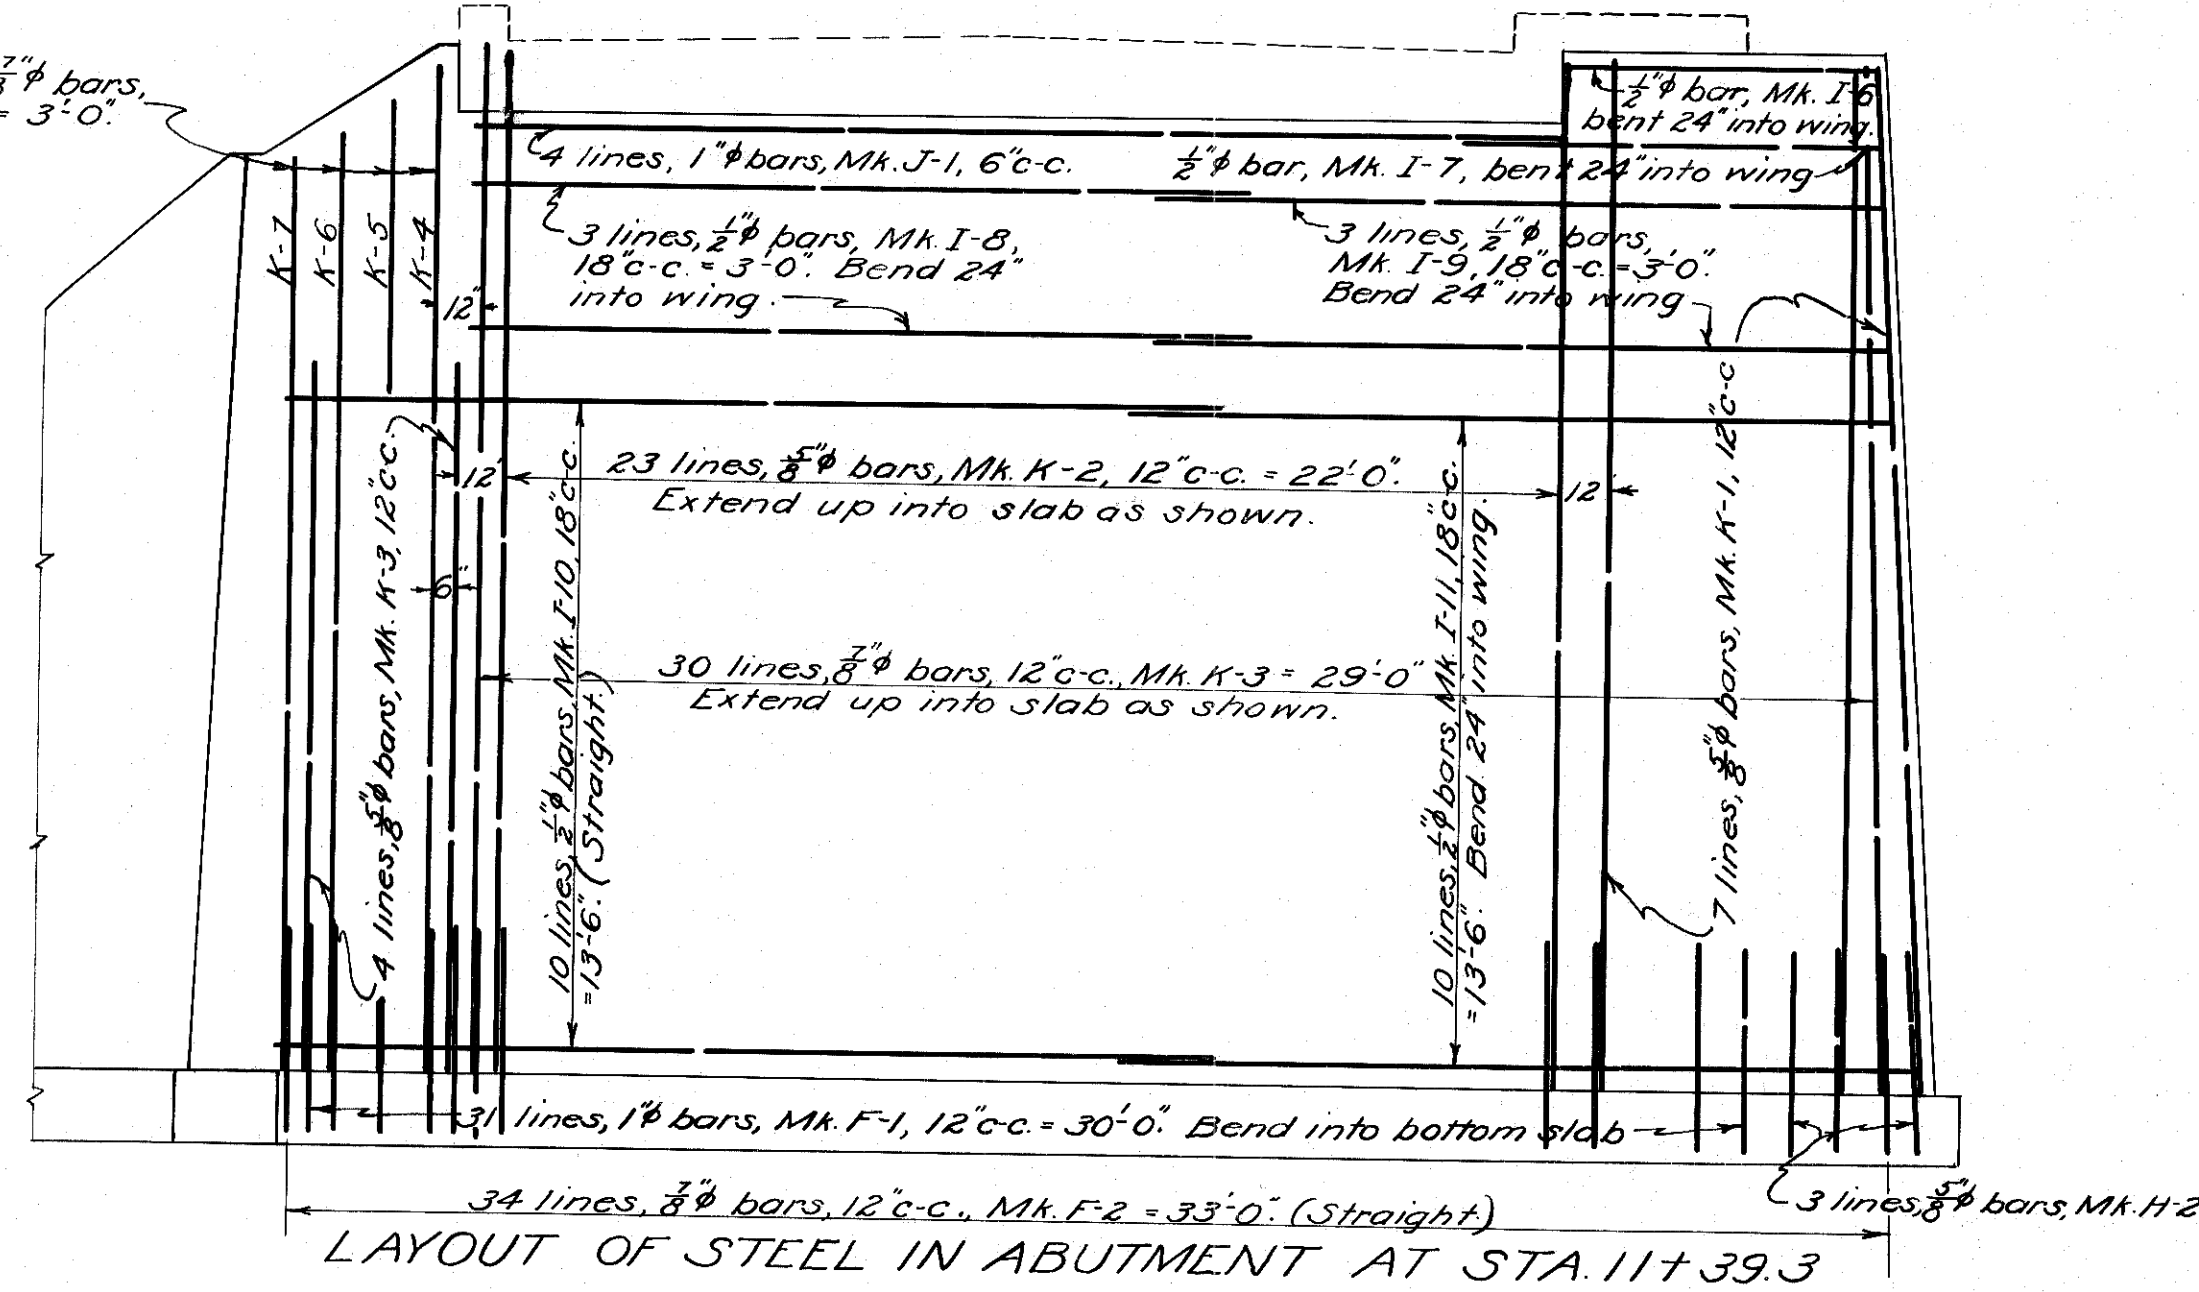 7/8"ϕ bars,
= 3'-0".
1/2"ϕ bar, Mk. I-6
bent 24" into wing.
4 lines, 1"ϕ bars, Mk. J-1, 6"c-c.
1/2"ϕ bar, Mk. I-7, bent 24" into wing
K-7
K-6
K-5
K-4
3 lines, 1/2"ϕ bars, Mk. I-8,
18"c-c. = 3'-0". Bend 24"
into wing.
3 lines, 1/2"ϕ bars,
Mk. I-9, 18"c-c. = 3'-0".
Bend 24" into wing
12"
4 lines, 5/8"ϕ bars, Mk. K-3, 12"cc.
12"
23 lines, 5/8"ϕ bars, Mk. K-2, 12"c-c. = 22'-0".
Extend up into slab as shown.
12"
6"
10 lines, 1/2"ϕ bars, Mk. I-10, 18"c-c.
=13'-6". (Straight.)
30 lines, 7/8"ϕ bars, 12"c-c., Mk. K-3 = 29'-0"
Extend up into slab as shown.
10 lines, 1/2"ϕ bars, Mk. I-11, 18"c-c.
=13'-6". Bend 24" into wing.
7 lines, 5/8"ϕ bars, Mk. K-1, 12"c-c
31 lines, 1"ϕ bars, Mk. F-1, 12"c-c. = 30'-0". Bend into bottom slab
34 lines, 7/8"ϕ bars, 12"c-c., Mk. F-2 = 33'-0". (Straight.)
3 lines, 5/8"ϕ bars, Mk. H-2
LAYOUT OF STEEL IN ABUTMENT AT STA. 11+39.3